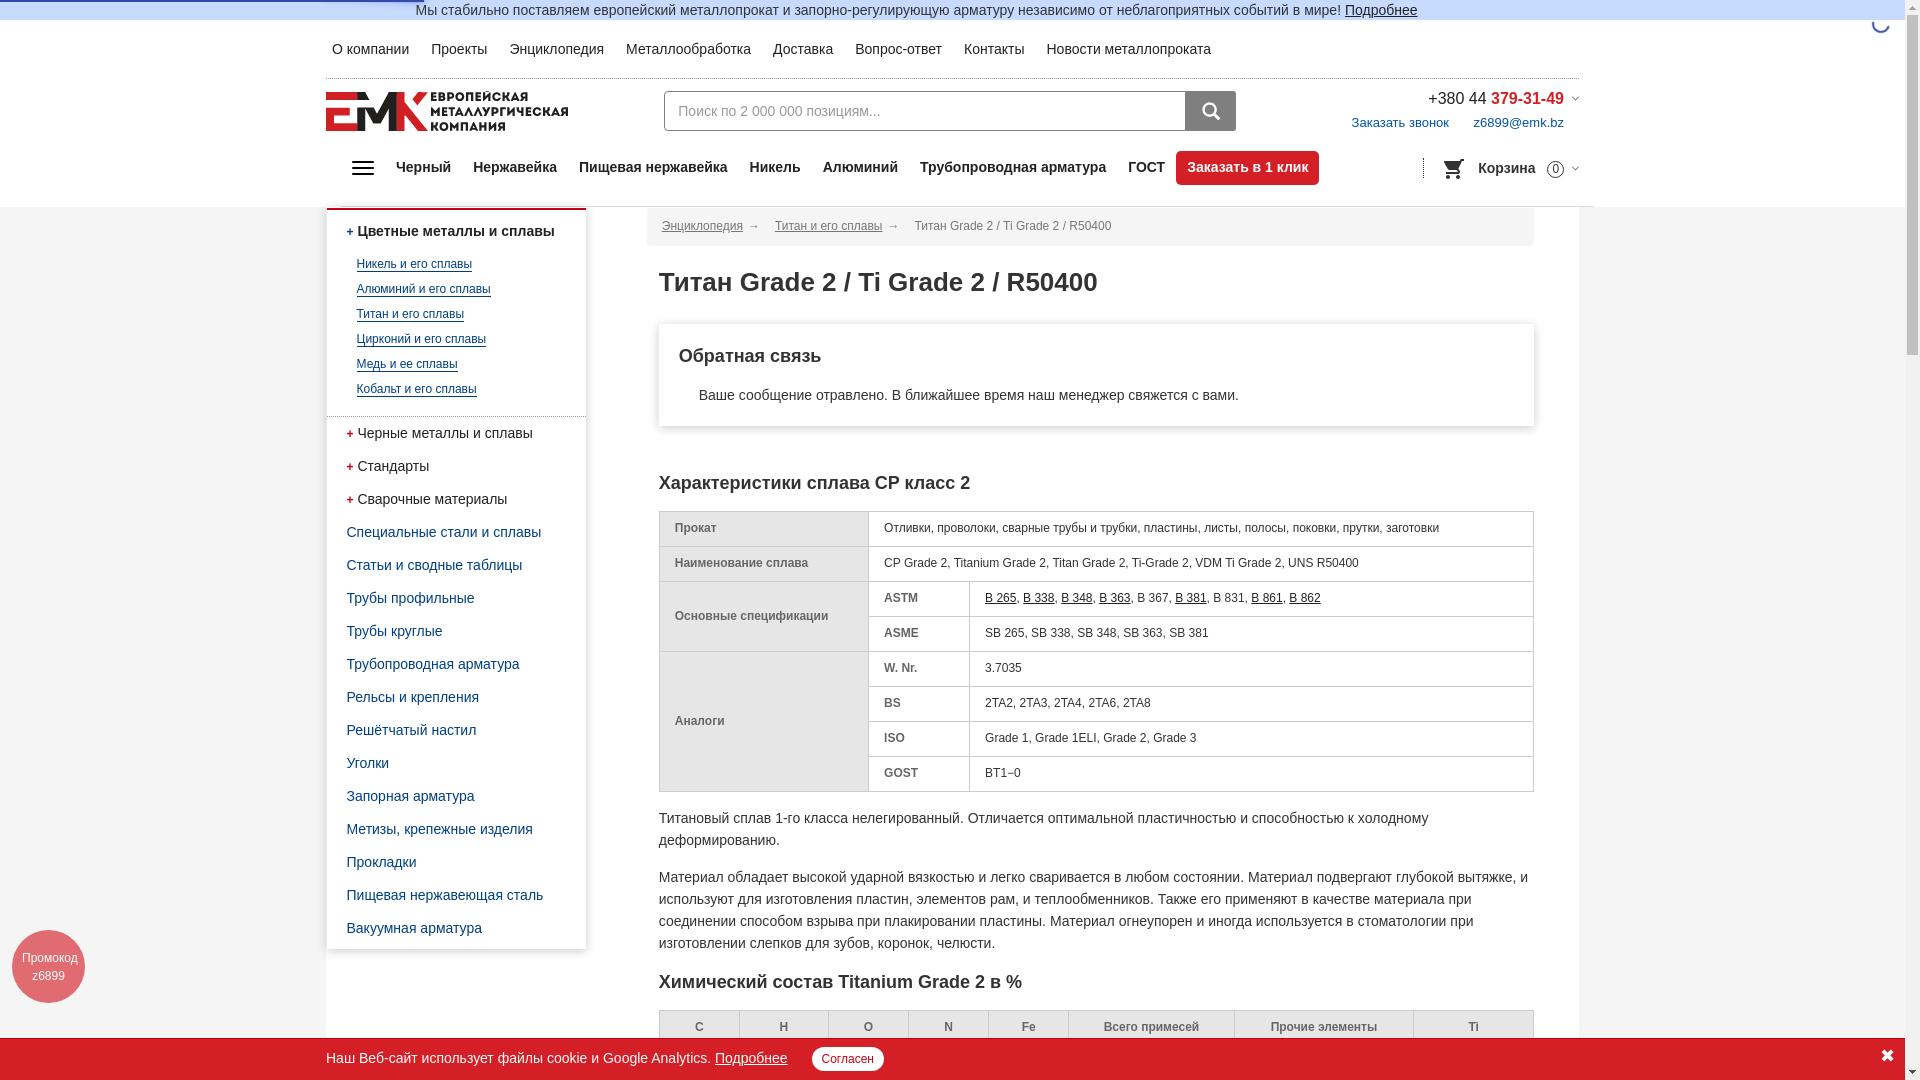 Мы стабильно поставляем европейский металлопрокат и запорно-регулирующую арматуру независимо от неблагоприятных событий в мире! Подробнее
О компании Проекты Энциклопедия Металлообработка Доставка Вопрос-ответ Контакты Новости металлопроката
ЕМК ЕВРОПЕЙСКАЯ
МЕТАЛЛУРГИЧЕСКАЯ
КОМПАНИЯ
Поиск по 2 000 000 позициям...
+380 44 379-31-49
Заказать звонок z6899@emk.bz
Черный Нержавейка Пищевая нержавейка Никель Алюминий Трубопроводная арматура ГОСТ Заказать в 1 клик
Корзина 0
+ Цветные металлы и сплавы
Никель и его сплавы
Алюминий и его сплавы
Титан и его сплавы
Цирконий и его сплавы
Медь и ее сплавы
Кобальт и его сплавы
+ Черные металлы и сплавы
+ Стандарты
+ Сварочные материалы
Специальные стали и сплавы
Статьи и сводные таблицы
Трубы профильные
Трубы круглые
Трубопроводная арматура
Рельсы и крепления
Решётчатый настил
Уголки
Запорная арматура
Метизы, крепежные изделия
Прокладки
Пищевая нержавеющая сталь
Вакуумная арматура
Энциклопедия → Титан и его сплавы → Титан Grade 2 / Ti Grade 2 / R50400
Титан Grade 2 / Ti Grade 2 / R50400
Обратная связь
Ваше сообщение отравлено. В ближайшее время наш менеджер свяжется с вами.
Характеристики сплава CP класс 2
Прокат Отливки, проволоки, сварные трубы и трубки, пластины, листы, полосы, поковки, прутки, заготовки
Наименование сплава CP Grade 2, Titanium Grade 2, Titan Grade 2, Ti-Grade 2, VDM Ti Grade 2, UNS R50400
Основные спецификации ASTM B 265, B 338, B 348, B 363, B 367, B 381, B 831, B 861, B 862
ASME SB 265, SB 338, SB 348, SB 363, SB 381
Аналоги W. Nr. 3.7035
BS 2TA2, 2TA3, 2TA4, 2TA6, 2TA8
ISO Grade 1, Grade 1ELI, Grade 2, Grade 3
GOST ВТ1−0
Титановый сплав 1-го класса нелегированный. Отличается оптимальной пластичностью и способностью к холодному
деформированию.
Материал обладает высокой ударной вязкостью и легко сваривается в любом состоянии. Материал подвергают глубокой вытяжке, и
используют для изготовления пластин, элементов рам, и теплообменников. Также его применяют в качестве материала при
соединении способом взрыва при плакировании пластины. Материал огнеупорен и иногда используется в стоматологии при
изготовлении слепков для зубов, коронок, челюсти.
Химический состав Titanium Grade 2 в %
C H O N Fe Всего примесей Прочие элементы Ti
Промокод
z6899
Наш Веб-сайт использует файлы cookie и Google Analytics. Подробнее Согласен ✖